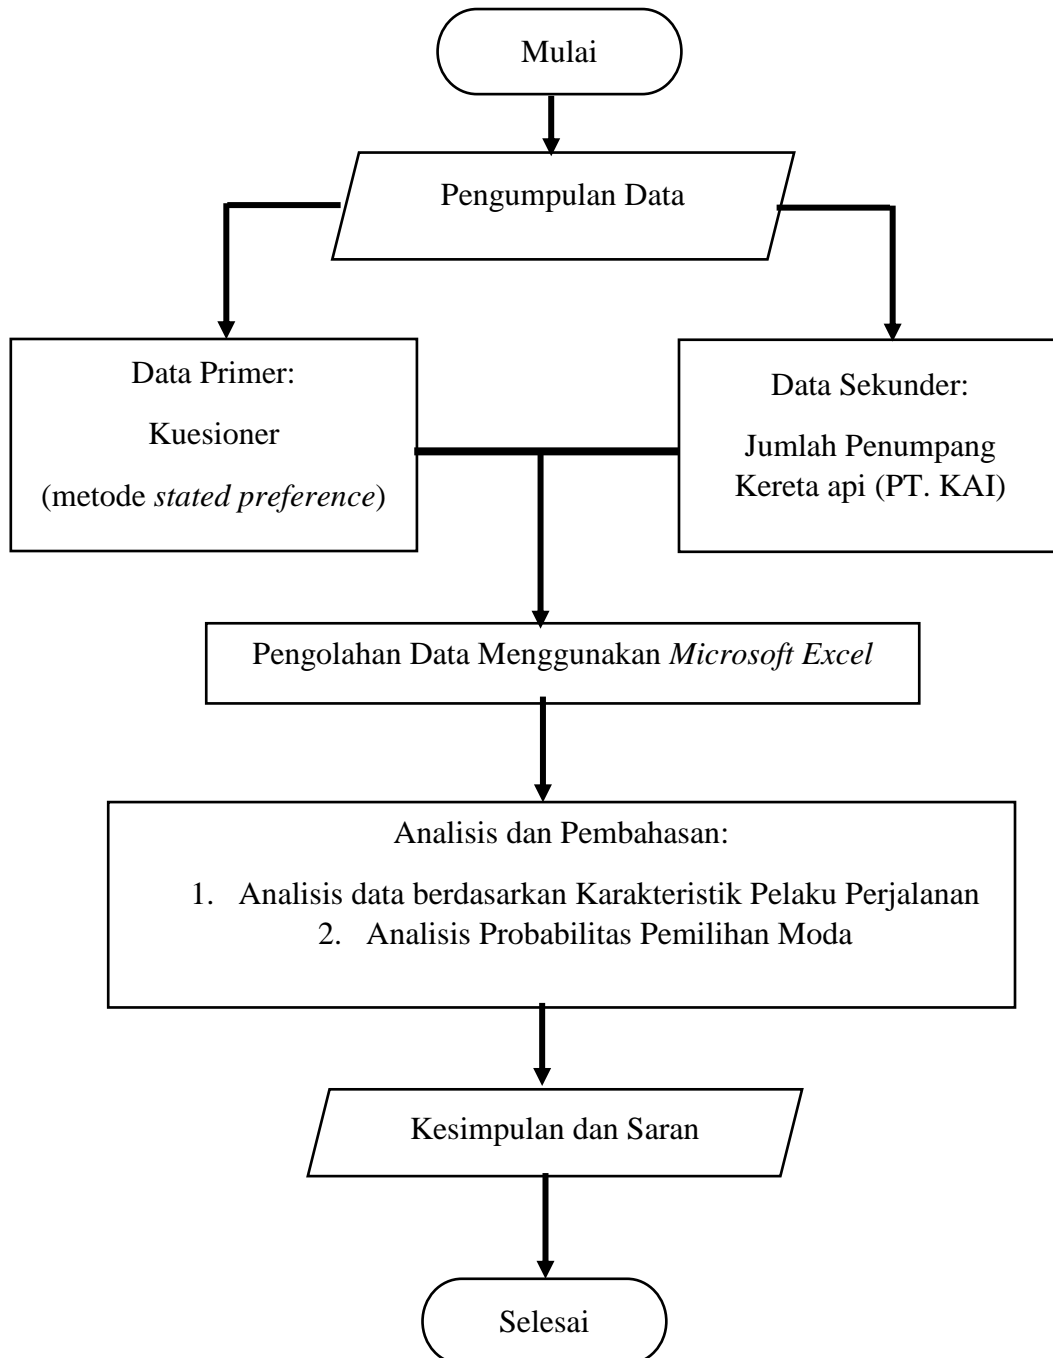 Mulai
Pengumpulan Data
Data Primer:
Kuesioner
(metode stated preference)
Data Sekunder:
Jumlah Penumpang
Kereta api (PT. KAI)
Pengolahan Data Menggunakan Microsoft Excel
Analisis dan Pembahasan:
1. Analisis data berdasarkan Karakteristik Pelaku Perjalanan
2. Analisis Probabilitas Pemilihan Moda
Kesimpulan dan Saran
Selesai